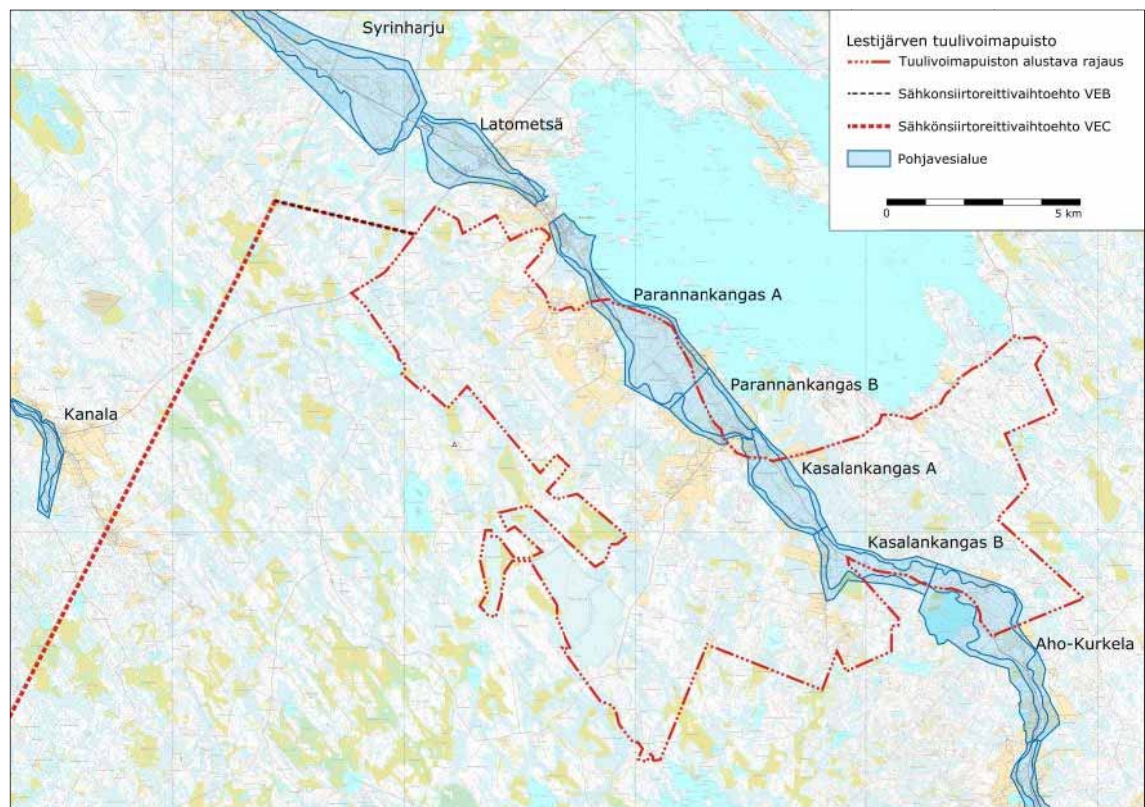 Syrinharju
Latometsä
Parannankangas A
Parannankangas B
Kanala
Kasalankangas A
Kasalankangas B
Aho-Kurkela
Lestijärven tuulivoimapuisto
Tuulivoimapuiston alustava rajaus
Sähkonsiirtoreittivaihtoehto VEB
Sähkönsiirtoreittivaihtoehto VEC
Pohjavesialue
0 5 km